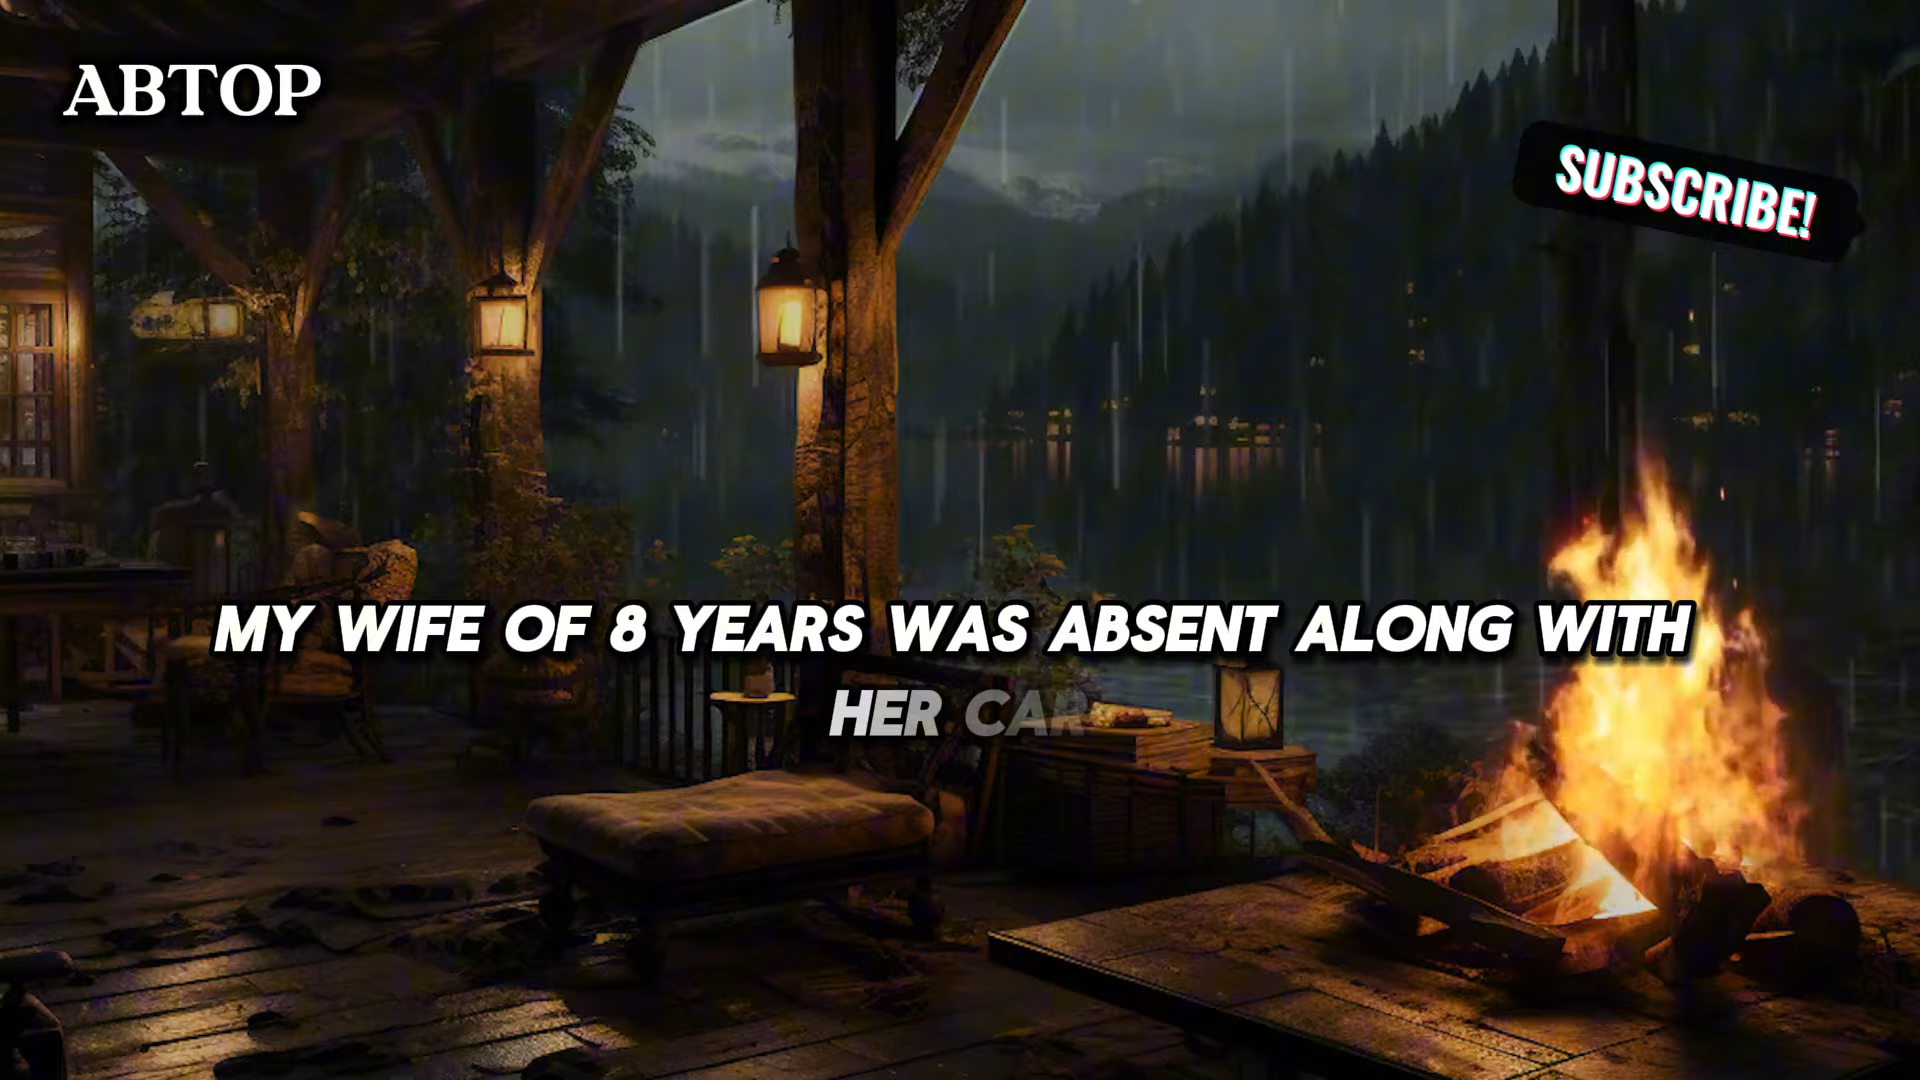 ABTOP
SUBSCRIBE!
MY WIFE OF 8 YEARS WAS ABSENT ALONG WITH
HER CAR